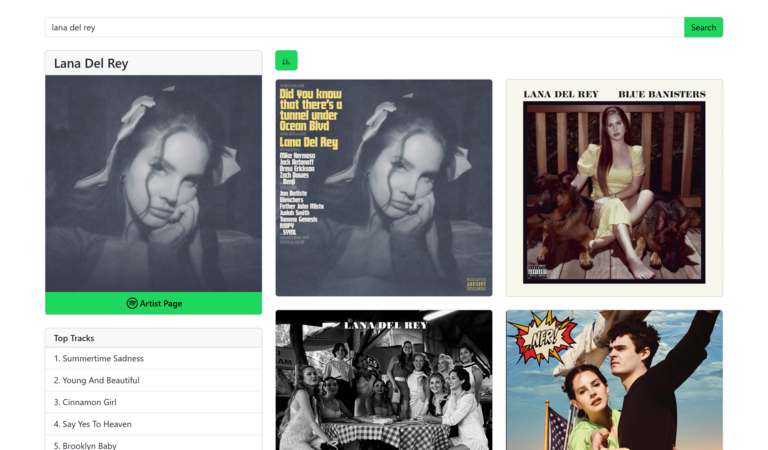 lana del rey
Search
Lana Del Rey
Artist Page
Top Tracks
1. Summertime Sadness
2. Young And Beautiful
3. Cinnamon Girl
4. Say Yes To Heaven
5. Brooklyn Baby
Did you know
that there's a
tunnel under
Ocean Blvd
Lana Del Rey
Mike Hermosa
Jack Antonoff
Drew Erickson
Zach Dawes
Benji
Jon Batiste
Bleachers
Father John Misty
Judah Smith
Tommy Genesis
RIOPY
SYML
LANA DEL REY BLUE BANISTERS
LANA DEL REY
NFR!